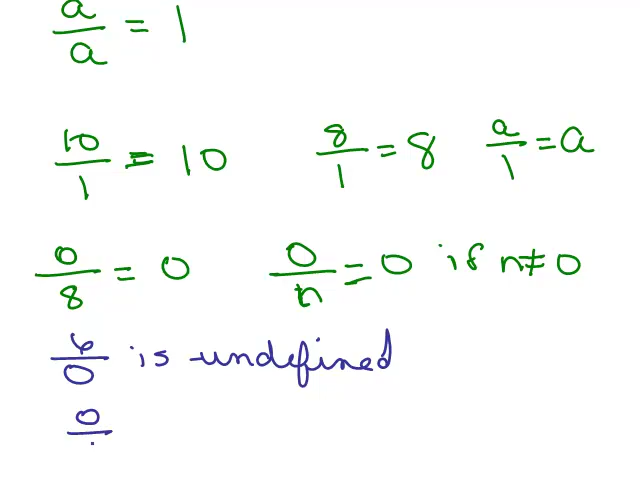 a/a = 1
10/1 = 10 8/1 = 8 a/1 = a
0/8 = 0 0/n = 0 if n ≠ 0
6/0 is undefined
0/